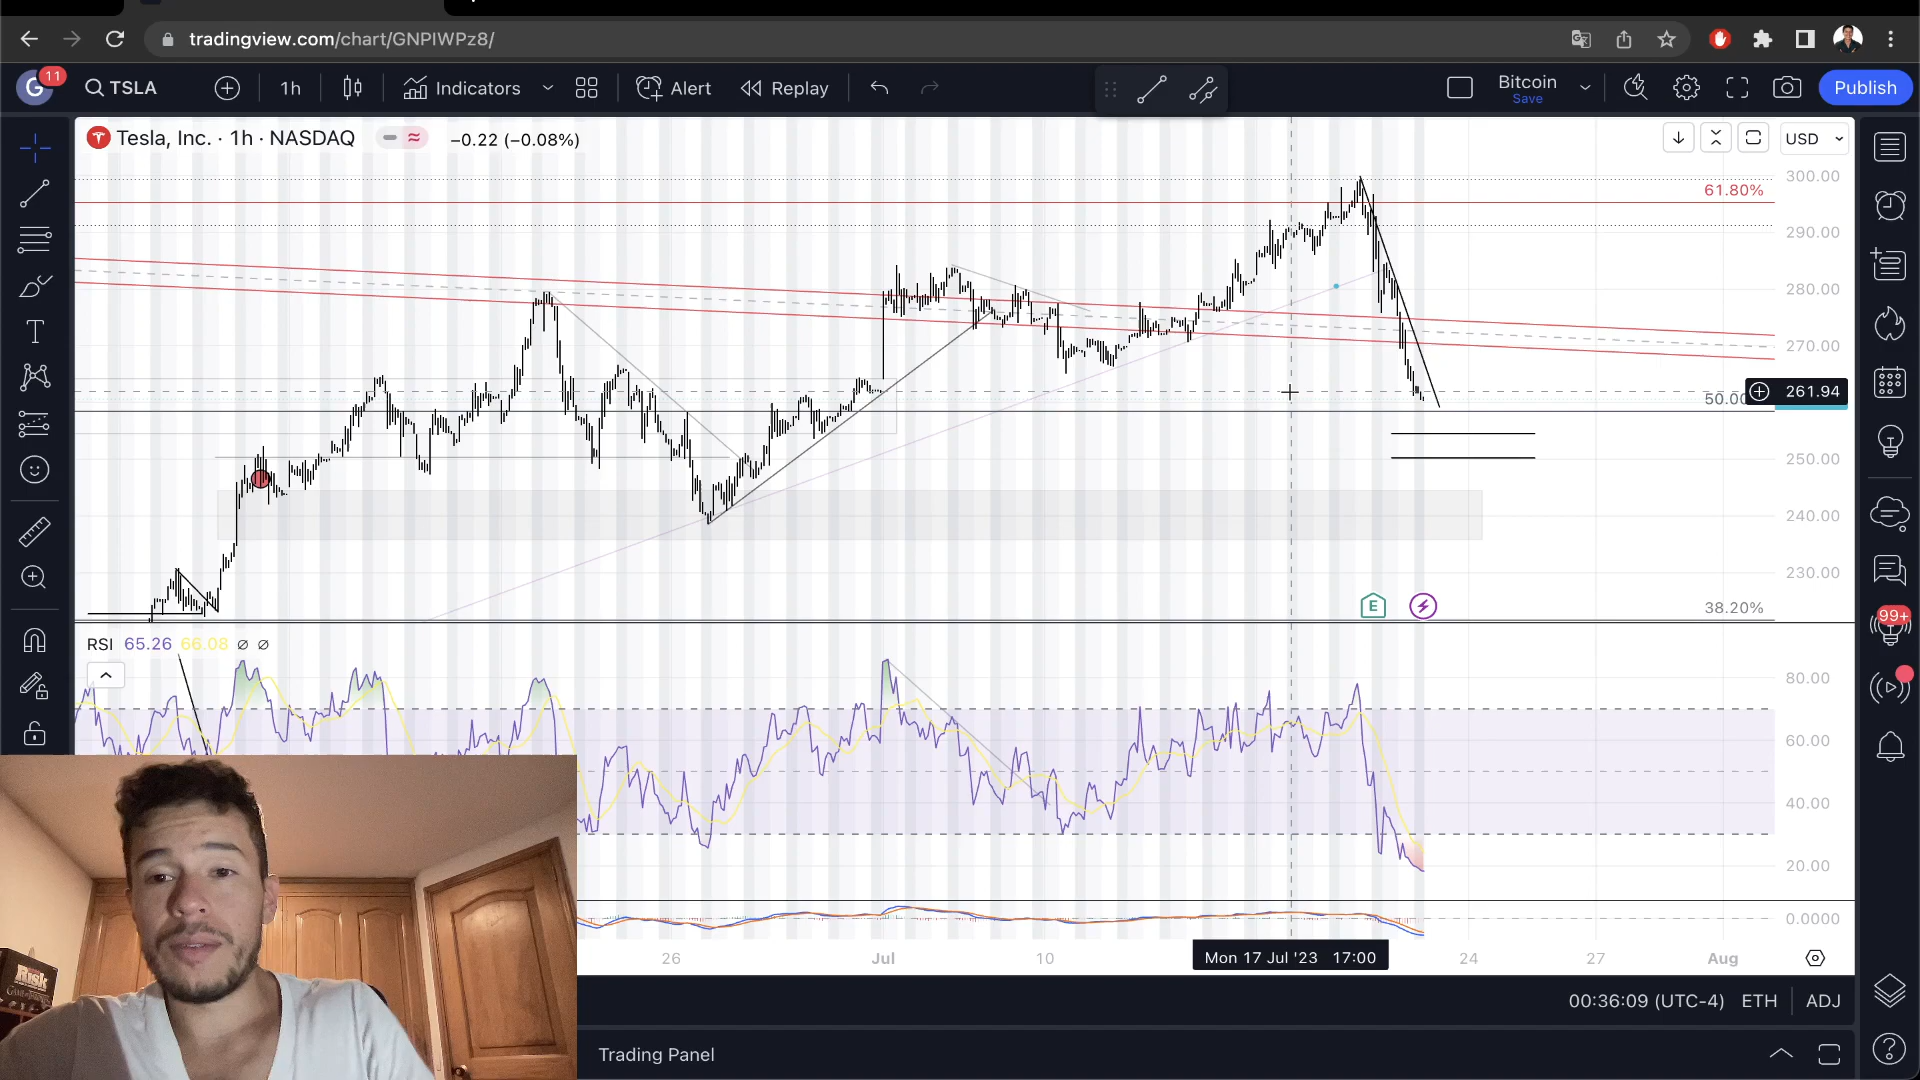 tradingview.com/chart/GNPIWPz8/
G 11 TSLA 1h Indicators Alert Replay Bitcoin Save Publish
Tesla, Inc. · 1h · NASDAQ −0.22 (−0.08%) USD
300.00
61.80%
290.00
280.00
270.00
261.94
50.00
250.00
240.00
230.00
E
38.20%
RSI 65.26 66.08 ∅ ∅
99+
80.00
60.00
40.00
20.00
0.0000
26 Jul 10 Mon 17 Jul '23 17:00 24 27 Aug
00:36:09 (UTC-4) ETH ADJ
Trading Panel
Risk